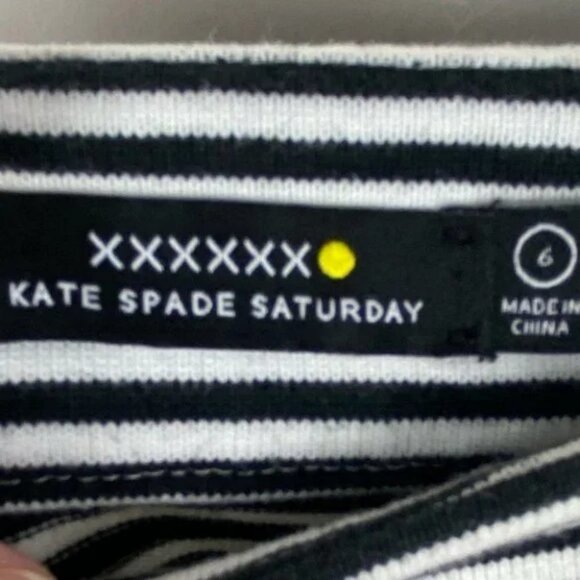 XXXXXX
KATE SPADE SATURDAY
6
MADE IN
CHINA